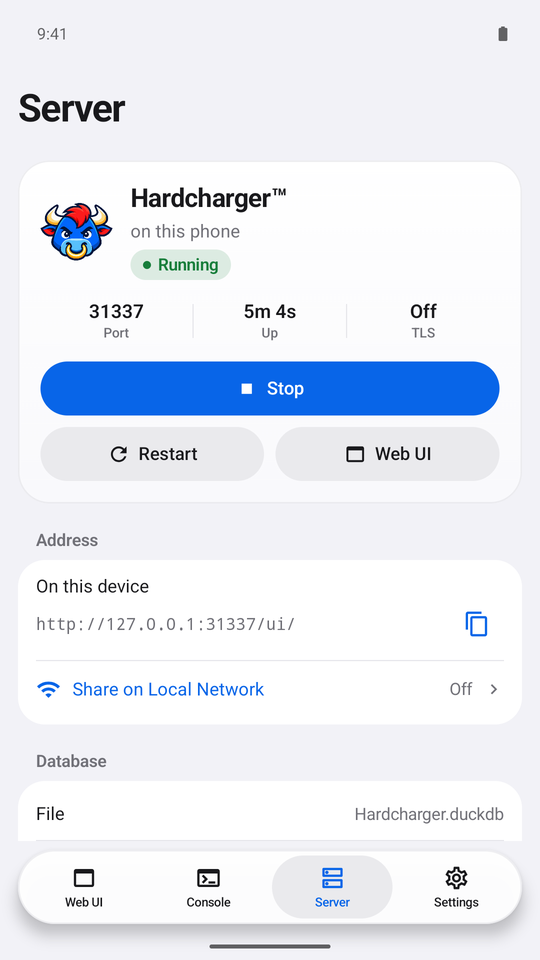 9:41
Server
Hardcharger™
on this phone
Running
31337
Port
5m 4s
Up
Off
TLS
Stop
Restart
Web UI
Address
On this device
http://127.0.0.1:31337/ui/
Share on Local Network
Off
Database
File
Hardcharger.duckdb
Web UI
Console
Server
Settings